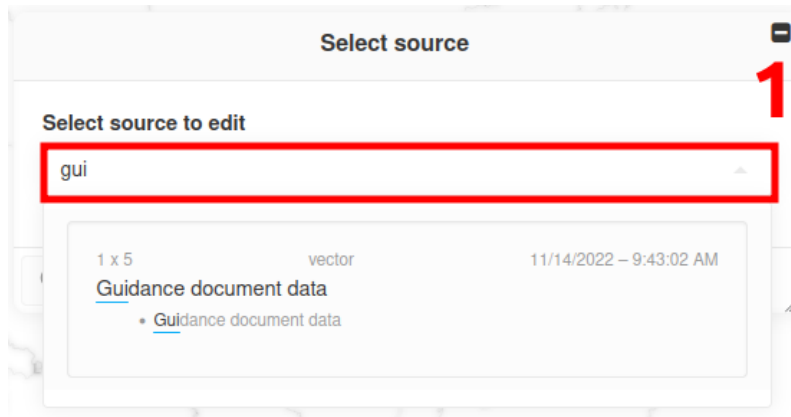 Select source
1
Select source to edit
gui
1 x 5 vector 11/14/2022 – 9:43:02 AM
Guidance document data
• Guidance document data